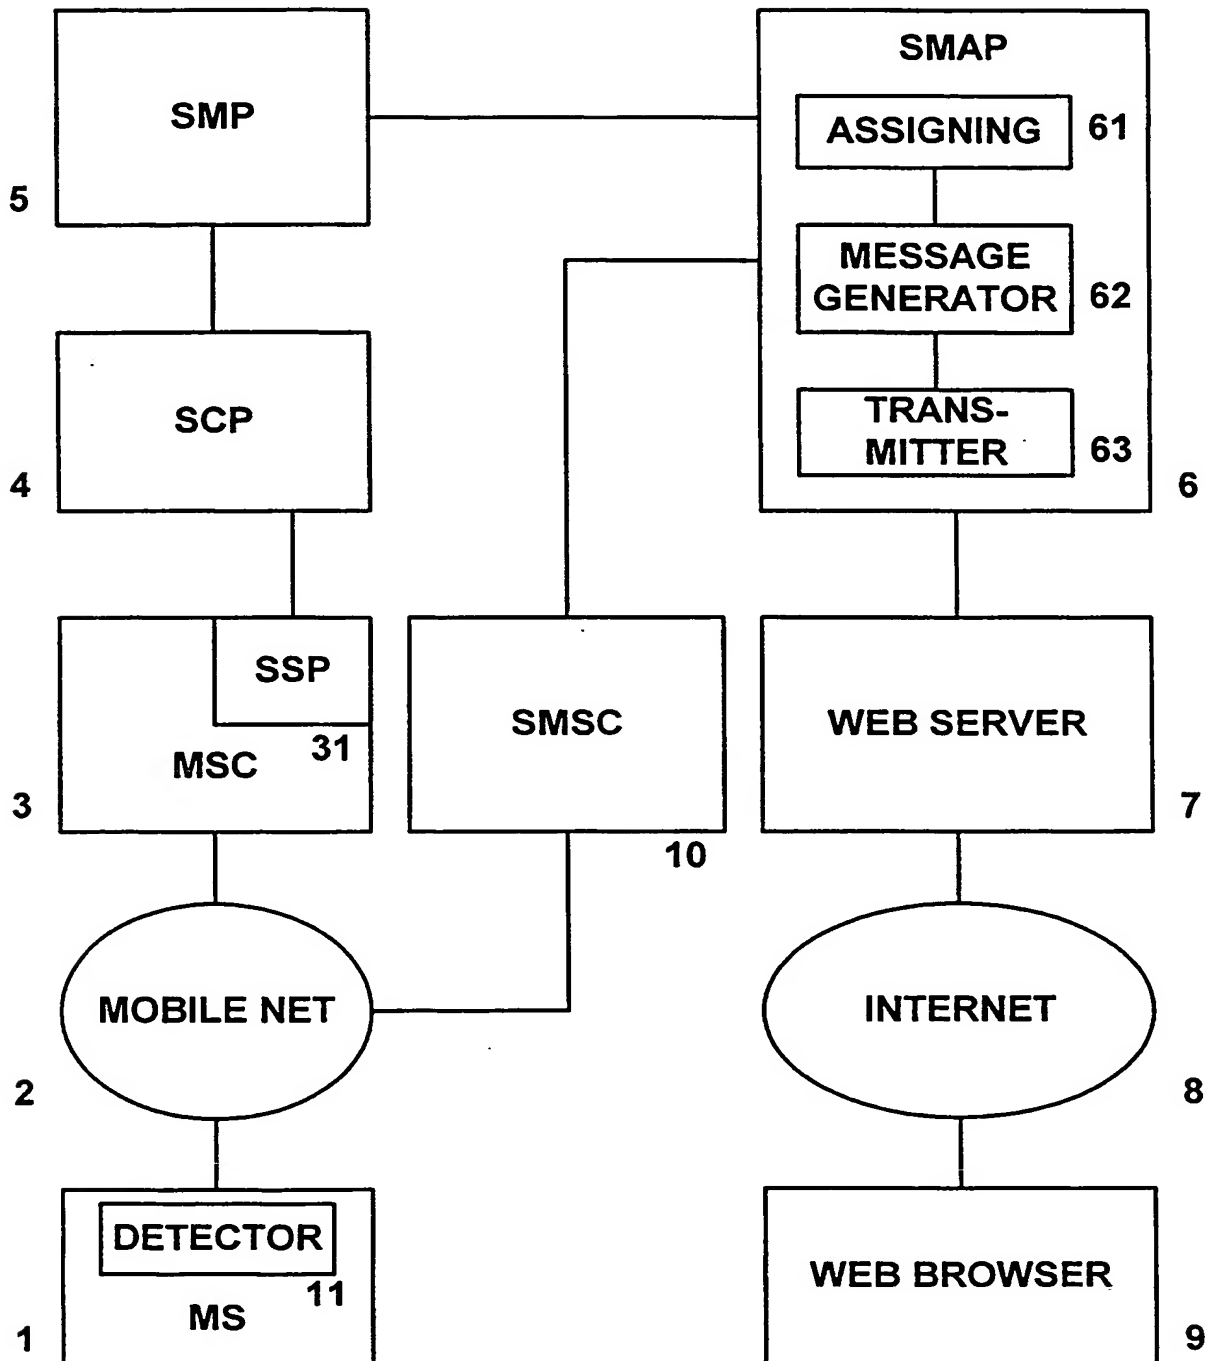 SMP
5
SMAP
ASSIGNING 61
MESSAGE
GENERATOR 62
TRANS-
MITTER 63
6
SCP
4
SSP
31
MSC
3
SMSC
10
WEB SERVER
7
MOBILE NET
2
INTERNET
8
DETECTOR
11
MS
1
WEB BROWSER
9